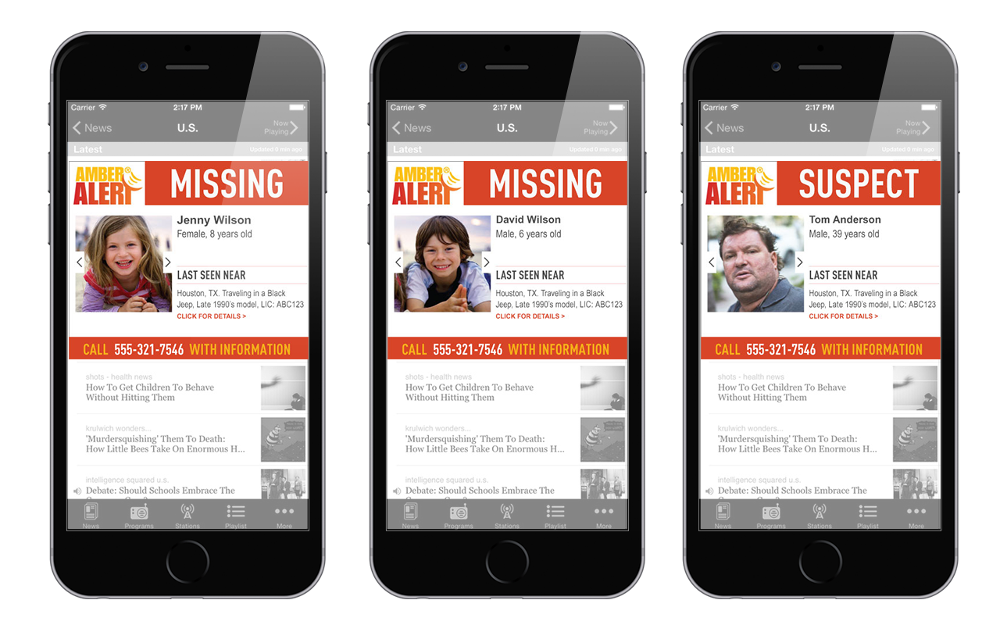 Carrier 2:17 PM
News U.S. Now
Playing
Latest Updated 0 min ago
AMBER®
ALERT
MISSING
Jenny Wilson
Female, 8 years old
LAST SEEN NEAR
Houston, TX. Traveling in a Black
Jeep, Late 1990's model, LIC: ABC123
CLICK FOR DETAILS >
CALL 555-321-7546 WITH INFORMATION
shots - health news
How To Get Children To Behave
Without Hitting Them
krulwich wonders...
'Murdersquishing' Them To Death:
How Little Bees Take On Enormous H...
intelligence squared u.s.
Debate: Should Schools Embrace The
News Programs Stations Playlist More
Carrier 2:17 PM
News U.S. Now
Playing
Latest Updated 0 min ago
AMBER®
ALERT
MISSING
David Wilson
Male, 6 years old
LAST SEEN NEAR
Houston, TX. Traveling in a Black
Jeep, Late 1990's model, LIC: ABC123
CLICK FOR DETAILS >
CALL 555-321-7546 WITH INFORMATION
shots - health news
How To Get Children To Behave
Without Hitting Them
krulwich wonders...
'Murdersquishing' Them To Death:
How Little Bees Take On Enormous H...
intelligence squared u.s.
Debate: Should Schools Embrace The
News Programs Stations Playlist More
Carrier 2:17 PM
News U.S. Now
Playing
Latest Updated 0 min ago
AMBER®
ALERT
SUSPECT
Tom Anderson
Male, 39 years old
LAST SEEN NEAR
Houston, TX. Traveling in a Black
Jeep, Late 1990's model, LIC: ABC123
CLICK FOR DETAILS >
CALL 555-321-7546 WITH INFORMATION
shots - health news
How To Get Children To Behave
Without Hitting Them
krulwich wonders...
'Murdersquishing' Them To Death:
How Little Bees Take On Enormous H...
intelligence squared u.s.
Debate: Should Schools Embrace The
News Programs Stations Playlist More